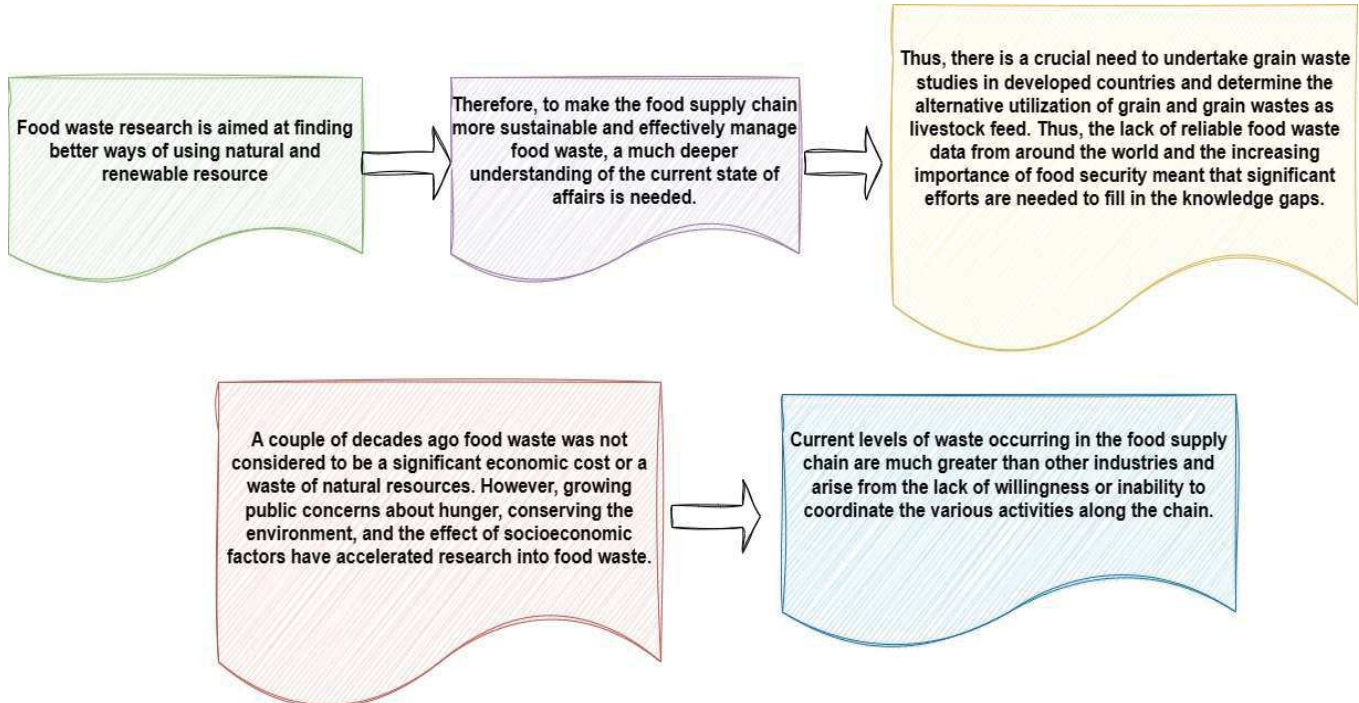 Food waste research is aimed at finding
better ways of using natural and
renewable resource
Therefore, to make the food supply chain
more sustainable and effectively manage
food waste, a much deeper
understanding of the current state of
affairs is needed.
Thus, there is a crucial need to undertake grain waste
studies in developed countries and determine the
alternative utilization of grain and grain wastes as
livestock feed. Thus, the lack of reliable food waste
data from around the world and the increasing
importance of food security meant that significant
efforts are needed to fill in the knowledge gaps.
A couple of decades ago food waste was not
considered to be a significant economic cost or a
waste of natural resources. However, growing
public concerns about hunger, conserving the
environment, and the effect of socioeconomic
factors have accelerated research into food waste.
Current levels of waste occurring in the food supply
chain are much greater than other industries and
arise from the lack of willingness or inability to
coordinate the various activities along the chain.